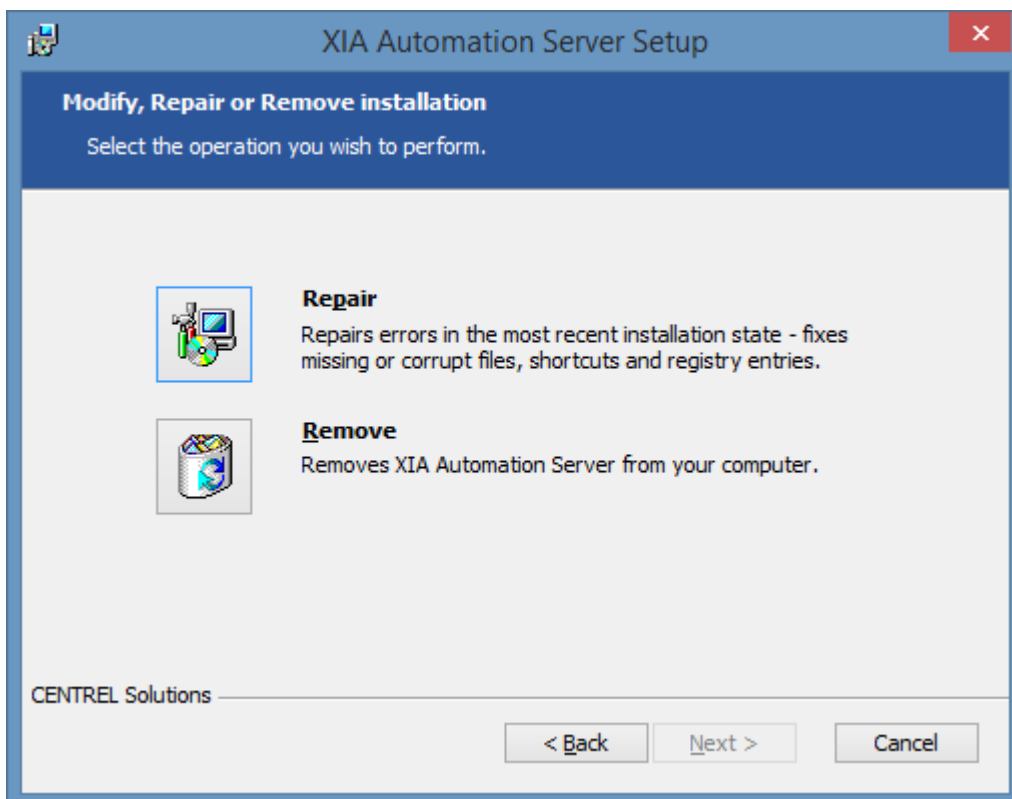 XIA Automation Server Setup
Modify, Repair or Remove installation
Select the operation you wish to perform.
Repair
Repairs errors in the most recent installation state - fixes
missing or corrupt files, shortcuts and registry entries.
Remove
Removes XIA Automation Server from your computer.
CENTREL Solutions
< Back
Next >
Cancel